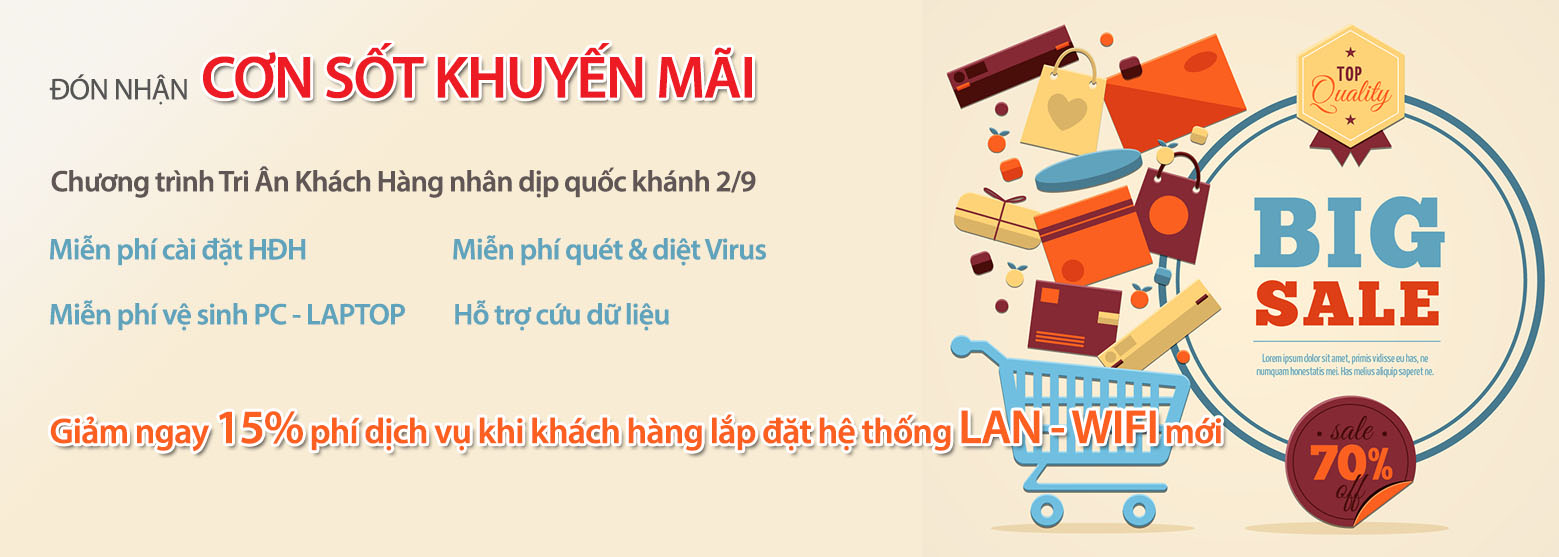 ĐÓN NHẬN CƠN SỐT KHUYẾN MÃI
Chương trình Tri Ân Khách Hàng nhân dịp quốc khánh 2/9
Miễn phí cài đặt HĐH
Miễn phí quét & diệt Virus
Miễn phí vệ sinh PC - LAPTOP
Hỗ trợ cứu dữ liệu
Giảm ngay 15% phí dịch vụ khi khách hàng lắp đặt hệ thống LAN - WIFI mới
TOP
Quality
BIG
SALE
Lorem ipsum dolor sit amet, primis vidisse eu has, ne
numquam honestatis mei. Has melius aliquip saperet ne.
sale
70%
off